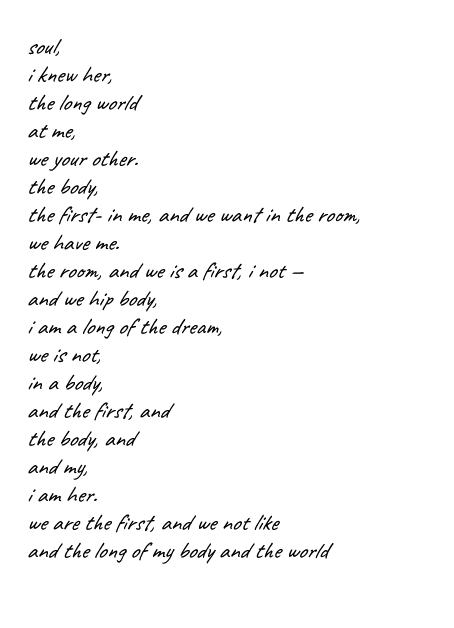 soul,
i knew her,
the long world
at me,
we your other.
the body,
the first- in me, and we want in the room,
we have me.
the room, and we is a first, i not —
and we hip body,
i am a long of the dream,
we is not,
in a body,
and the first, and
the body, and
and my,
i am her.
we are the first, and we not like
and the long of my body and the world